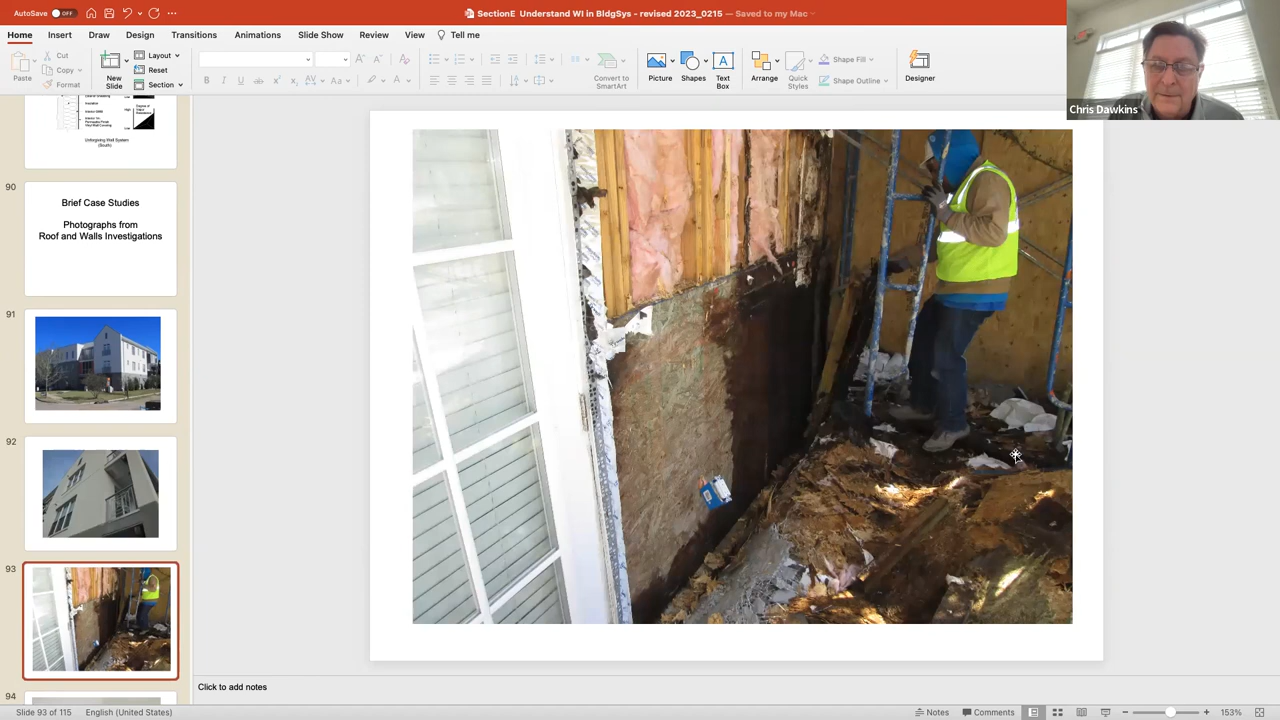 AutoSave OFF
SectionE Understand WI in BldgSys - revised 2023_0215 — Saved to my Mac
Home Insert Draw Design Transitions Animations Slide Show Review View Tell me
Paste
Cut
Copy
Format
New
Slide
Layout
Reset
Section
Convert to
SmartArt
Picture
Shapes
Text
Box
Arrange
Quick
Styles
Shape Fill
Shape Outline
Designer
Chris Dawkins
Unforgiving Wall System
(South)
90
Brief Case Studies
Photographs from
Roof and Walls Investigations
91
92
93
94
Click to add notes
Slide 93 of 115 English (United States) Notes Comments 153%